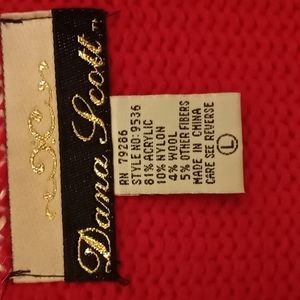 Dana Scott™
RN 79286
STYLE NO: 9536
81% ACRYLIC
10% NYLON
4% WOOL
5% OTHER FIBERS
MADE IN CHINA
CARE SEE REVERSE
L